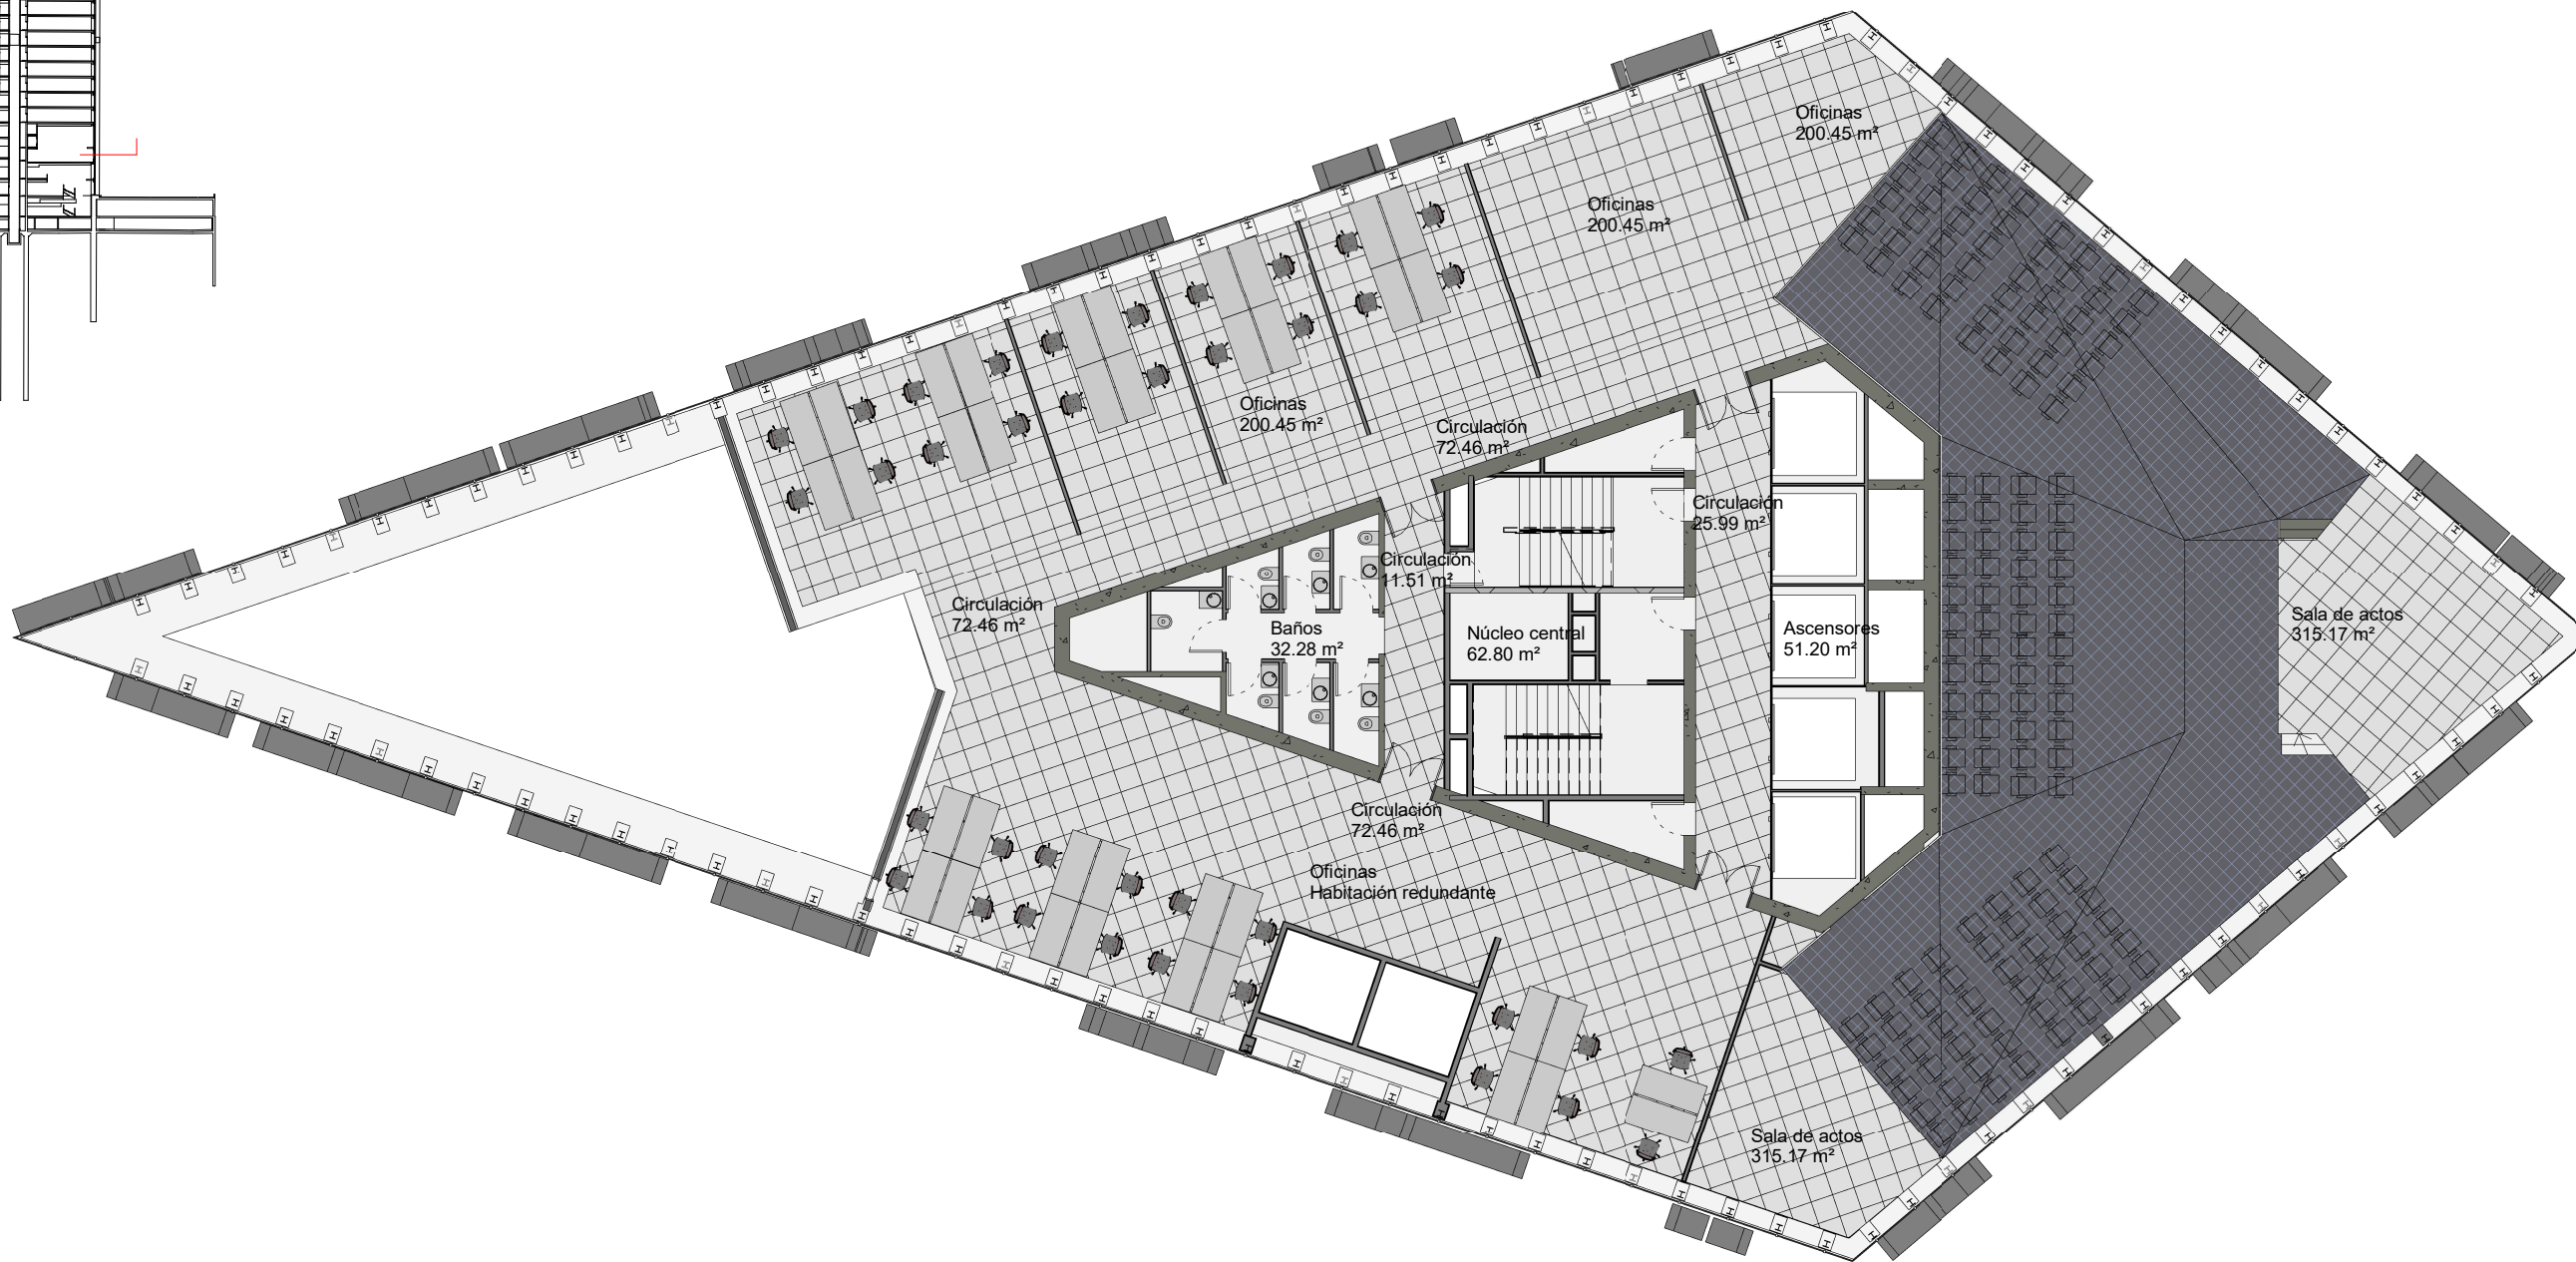 Oficinas
200.45 m²
Oficinas
200.45 m²
Oficinas
200.45 m²
Circulación
72.46 m²
Circulación
25.99 m²
Circulación
11.51 m²
Circulación
72.46 m²
Baños
32.28 m²
Núcleo central
62.80 m²
Ascensores
51.20 m²
Sala de actos
315.17 m²
Circulación
72.46 m²
Oficinas
Habitación redundante
Sala de actos
315.17 m²